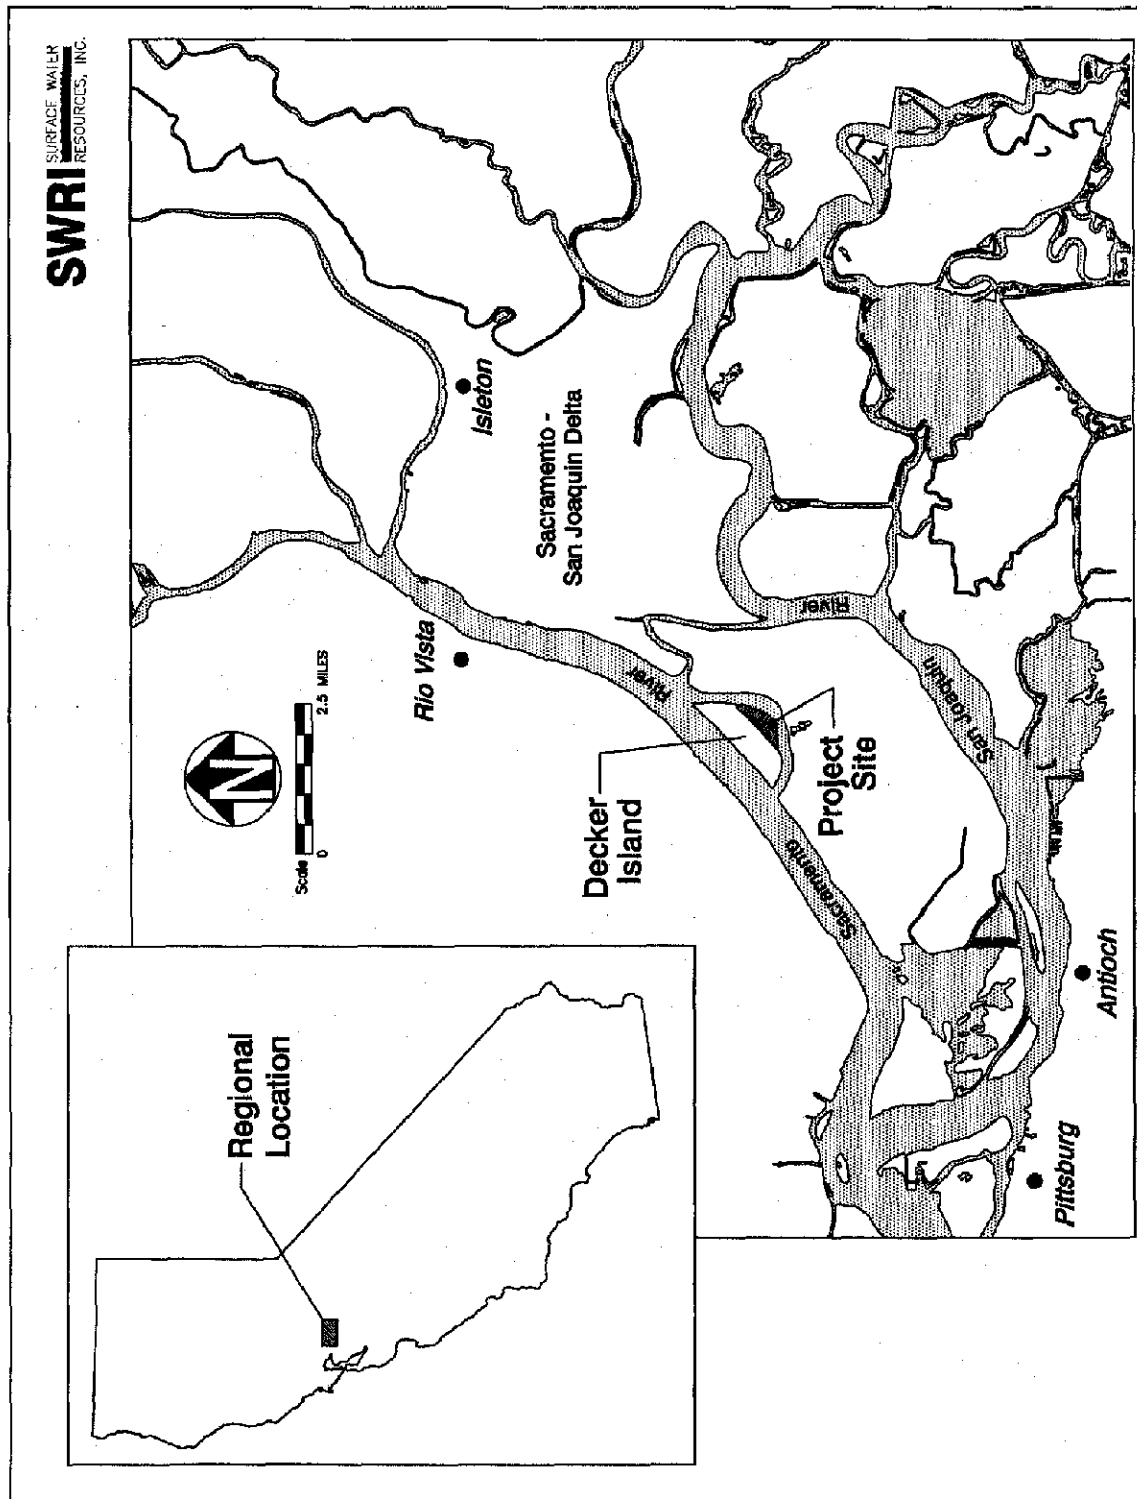 SWRI
SURFACE WATER
RESOURCES, INC.
Regional
Location
N
Scale
0
2.5 MILES
Rio Vista
Isleton
Sacramento -
San Joaquin Delta
River
Decker
Island
Project
Site
Sacramento
River
San Joaquin
Pittsburg
Antioch